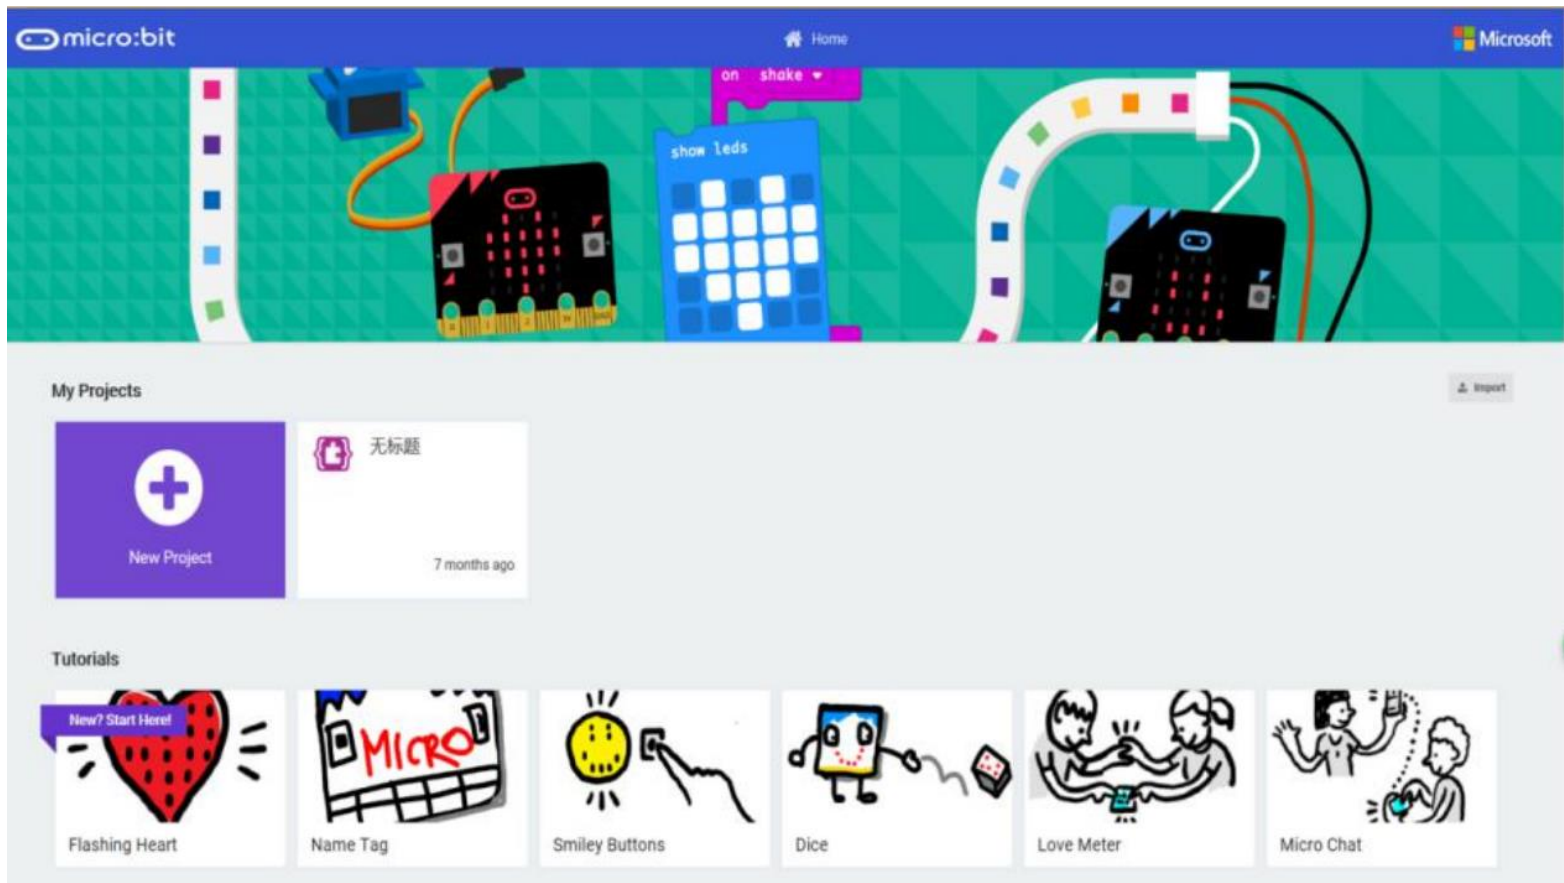 micro:bit
Home
Microsoft
on shake
show leds
My Projects
Import
New Project
无标题
7 months ago
Tutorials
New? Start Here!
MICRO
Flashing Heart
Name Tag
Smiley Buttons
Dice
Love Meter
Micro Chat